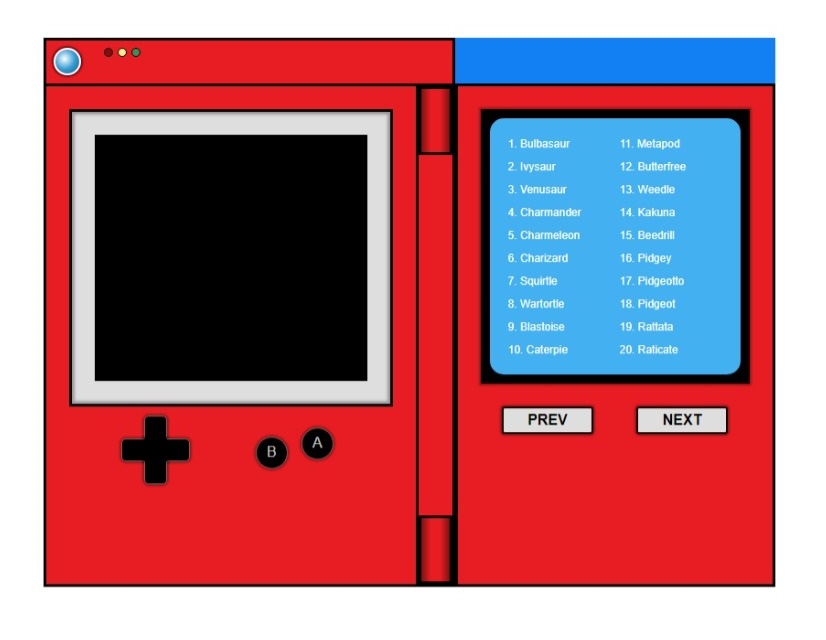 1. Bulbasaur
2. Ivysaur
3. Venusaur
4. Charmander
5. Charmeleon
6. Charizard
7. Squirtle
8. Wartortle
9. Blastoise
10. Caterpie
11. Metapod
12. Butterfree
13. Weedle
14. Kakuna
15. Beedrill
16. Pidgey
17. Pidgeotto
18. Pidgeot
19. Rattata
20. Raticate
PREV
NEXT
B
A